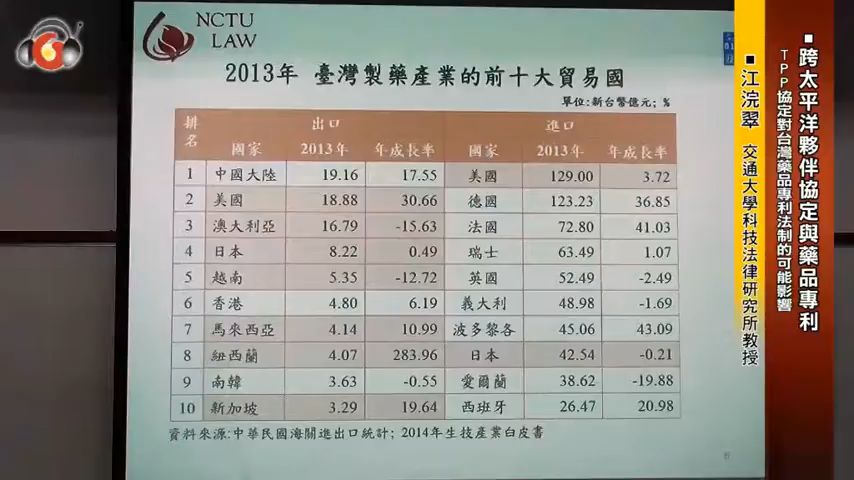 NCTU
LAW
2013年 臺灣製藥產業的前十大貿易國
單位:新台幣億元; %
排名 出口 進口
國家 2013年 年成長率 國家 2013年 年成長率
1 中國大陸 19.16 17.55 美國 129.00 3.72
2 美國 18.88 30.66 德國 123.23 36.85
3 澳大利亞 16.79 -15.63 法國 72.80 41.03
4 日本 8.22 0.49 瑞士 63.49 1.07
5 越南 5.35 -12.72 英國 52.49 -2.49
6 香港 4.80 6.19 義大利 48.98 -1.69
7 馬來西亞 4.14 10.99 波多黎各 45.06 43.09
8 紐西蘭 4.07 283.96 日本 42.54 -0.21
9 南韓 3.63 -0.55 愛爾蘭 38.62 -19.88
10 新加坡 3.29 19.64 西班牙 26.47 20.98
資料來源:中華民國海關進出口統計; 2014年生技產業白皮書
■跨太平洋夥伴協定與藥品專利
TPP協定對台灣藥品專利法制的可能影響
■江浣翠 交通大學科技法律研究所教授